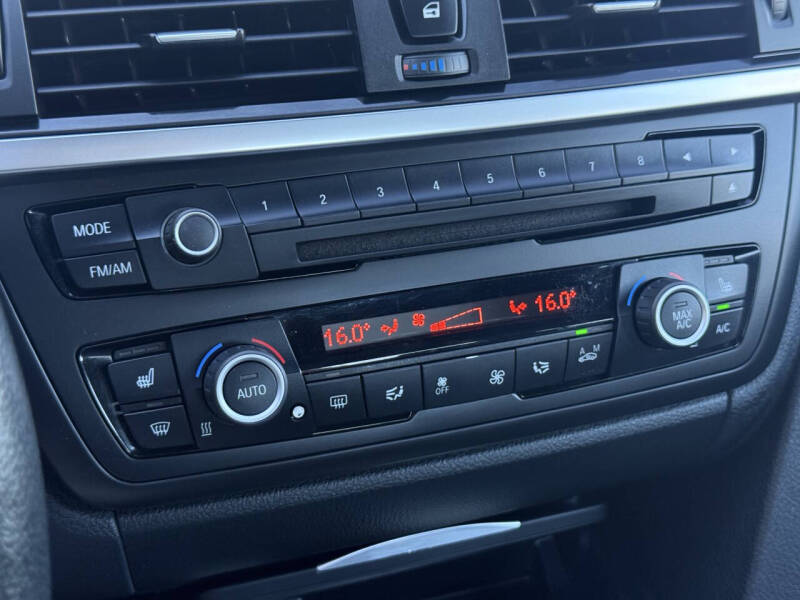 1 2 3 4 5 6 7 8
MODE
FM/AM
16.0° 16.0°
AUTO
OFF
A M
MAX
A/C
A/C